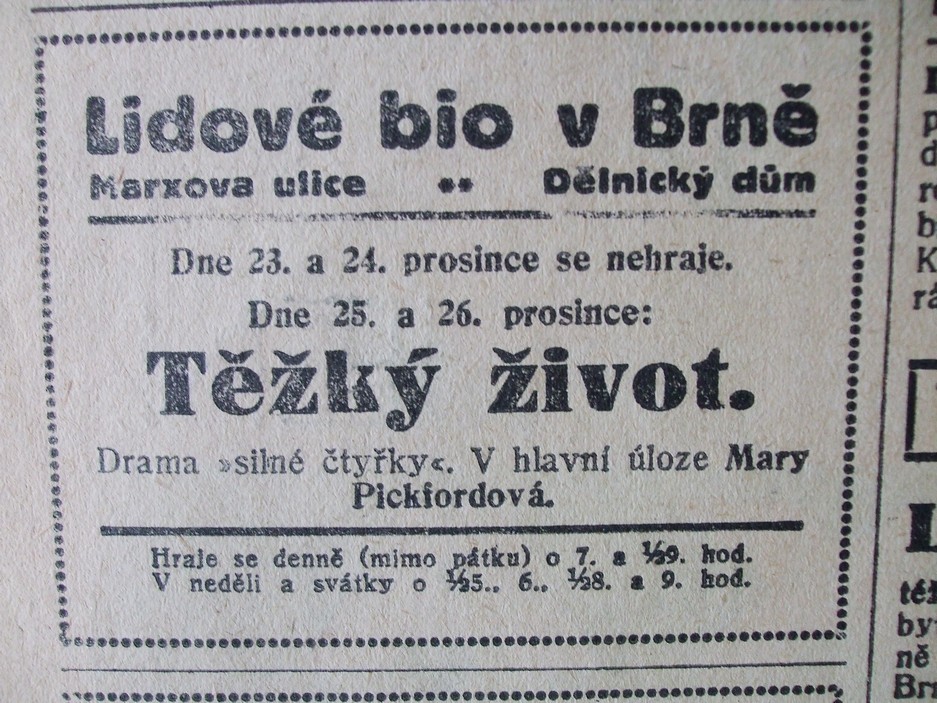 Lidové bio v Brně
Marxova ulice •• Dělnický dům
Dne 23. a 24. prosince se nehraje.
Dne 25. a 26. prosince:
Těžký život.
Drama »silné čtyřky«. V hlavní úloze Mary
Pickfordová.
Hraje se denně (mimo pátku) o 7. a ½9. hod.
V neděli a svátky o ½5., 6., ½8. a 9. hod.